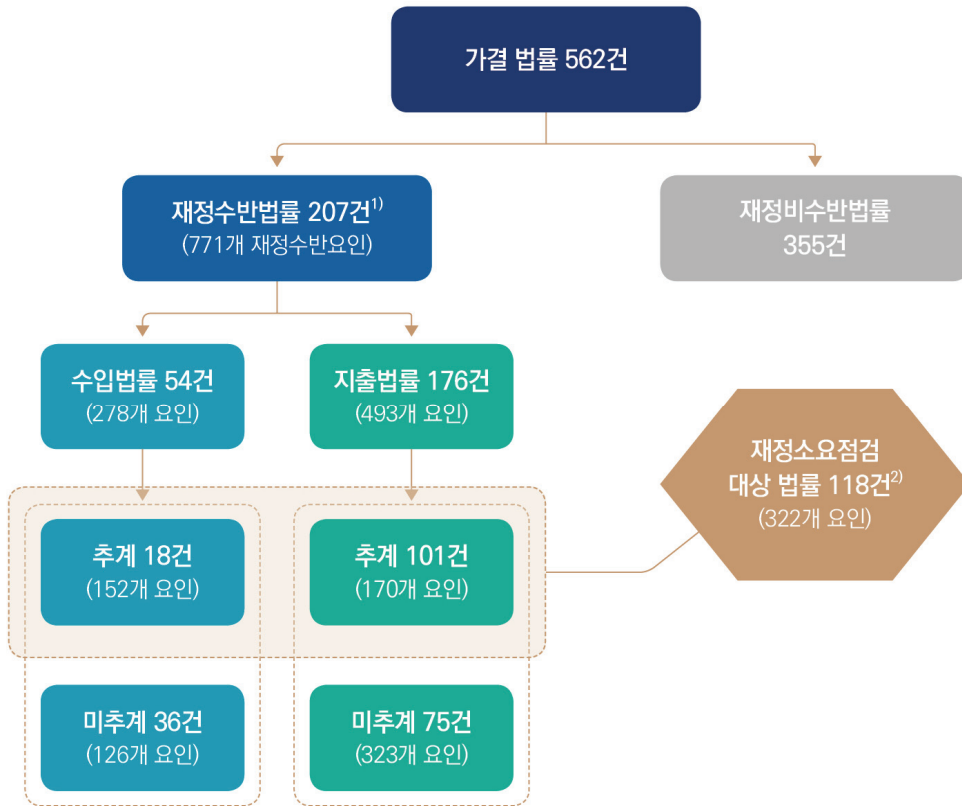 가결 법률 562건
재정수반법률 207건1)
(771개 재정수반요인)
재정비수반법률
355건
수입법률 54건
(278개 요인)
지출법률 176건
(493개 요인)
재정소요점검
대상 법률 118건2)
(322개 요인)
추계 18건
(152개 요인)
추계 101건
(170개 요인)
미추계 36건
(126개 요인)
미추계 75건
(323개 요인)